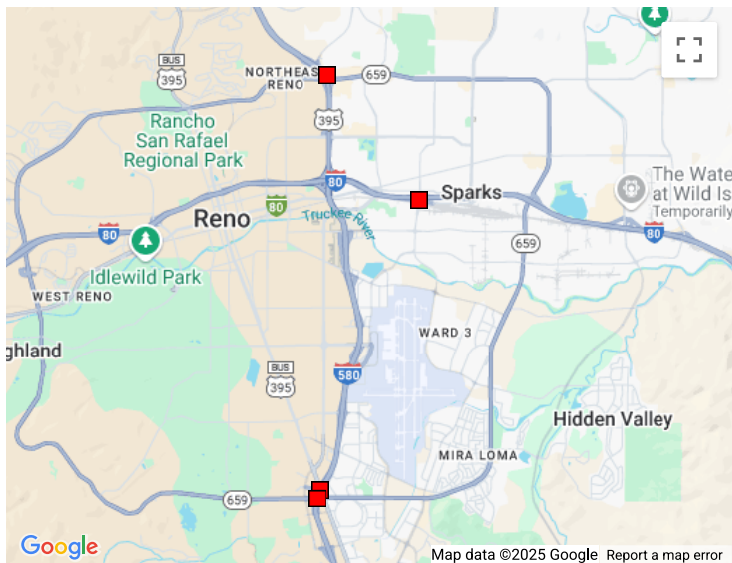 BUS
395
NORTHEAS
RENO
659
395
Rancho
San Rafael
Regional Park
80
Sparks
The Wate
at Wild Is
Temporarily
80
Reno
Truckee River
80
80
659
Idlewild Park
WEST RENO
WARD 3
ghland
580
BUS
395
Hidden Valley
MIRA LOMA
659
Google
Map data ©2025 Google Report a map error